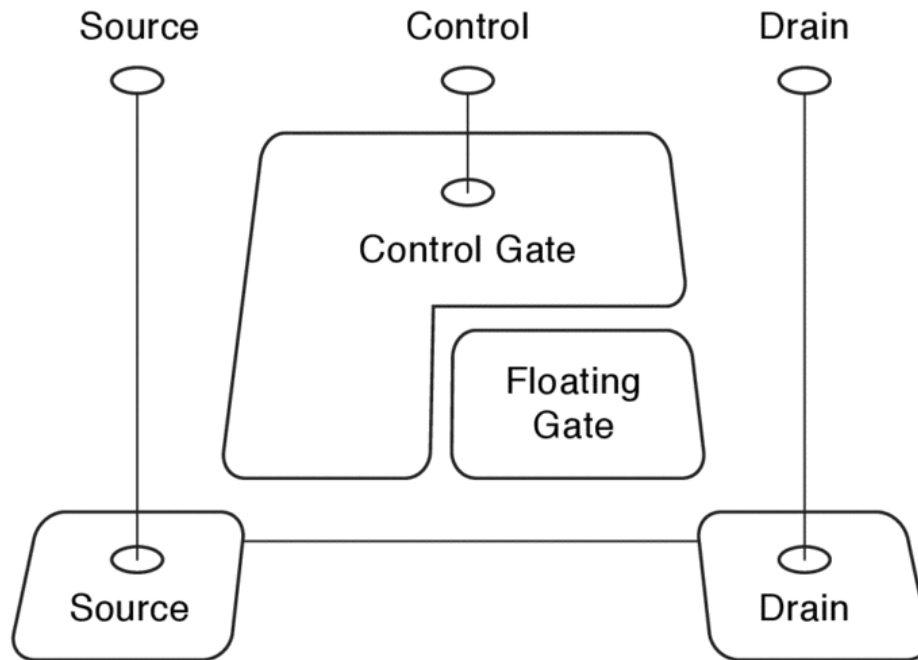 Source
Control
Drain
Control Gate
Floating
Gate
Source
Drain